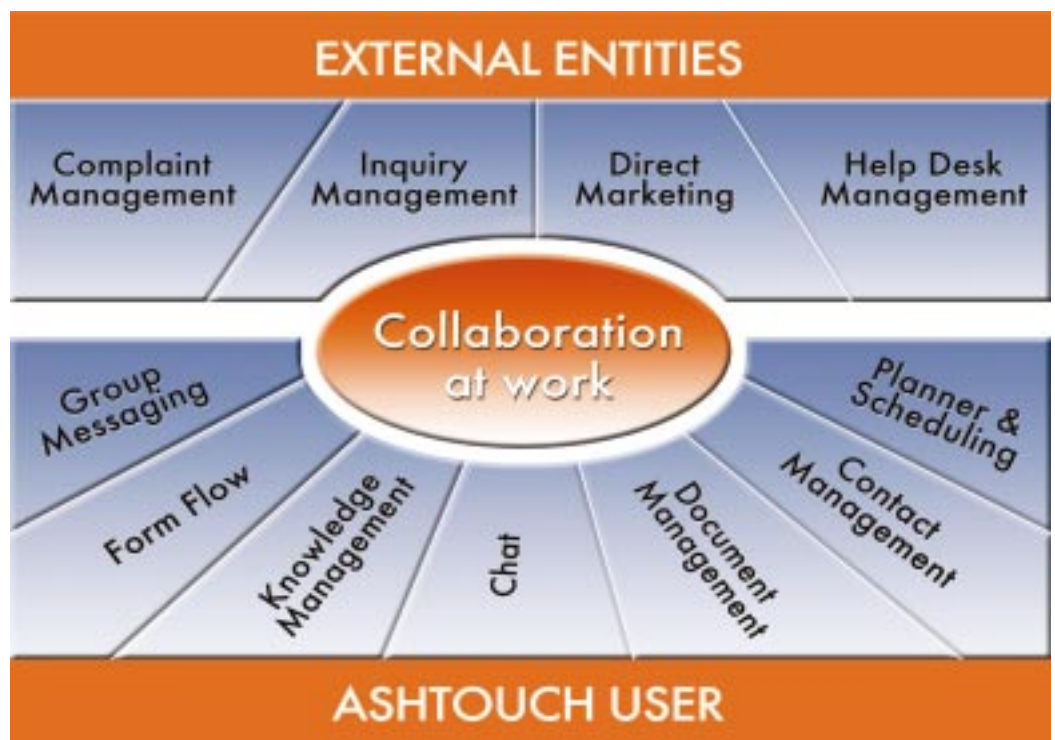 EXTERNAL ENTITIES
Complaint
Management
Inquiry
Management
Direct
Marketing
Help Desk
Management
Collaboration
at work
Group
Messaging
Form Flow
Knowledge
Management
Chat
Document
Management
Contact
Management
Planner &
Scheduling
ASHTOUCH USER